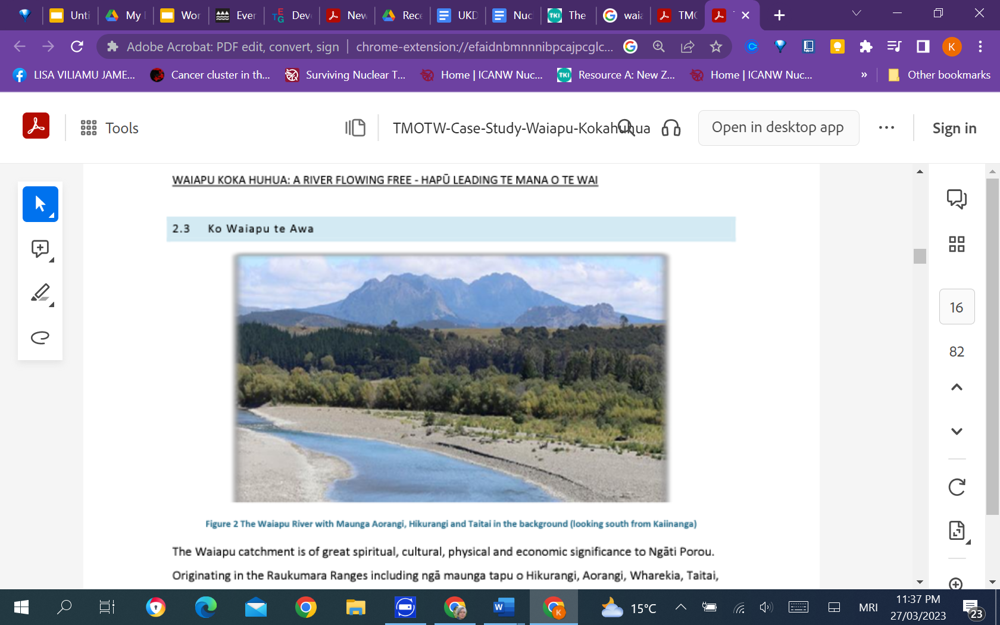 Unti
My
Wor
Ever
Deve
New
Rece
UKD
Nucl
The
waia
TMO
Adobe Acrobat: PDF edit, convert, sign
chrome-extension://efaidnbmnnnibpcajpcglc...
K
LISA VILIAMU JAME...
Cancer cluster in th...
Surviving Nuclear T...
Home | ICANW Nuc...
TKI
Resource A: New Z...
Home | ICANW Nuc...
»
Other bookmarks
Tools
TMOTW-Case-Study-Waiapu-Kokahuhua
Open in desktop app
Sign in
WAIAPU KOKA HUHUA: A RIVER FLOWING FREE - HAPŪ LEADING TE MANA O TE WAI
2.3 Ko Waiapu te Awa
Figure 2 The Waiapu River with Maunga Aorangi, Hikurangi and Taitai in the background (looking south from Kaiinanga)
The Waiapu catchment is of great spiritual, cultural, physical and economic significance to Ngāti Porou.
Originating in the Raukumara Ranges including ngā maunga tapu o Hikurangi, Aorangi, Wharekia, Taitai,
16
82
15°C
MRI
11:37 PM
27/03/2023
23